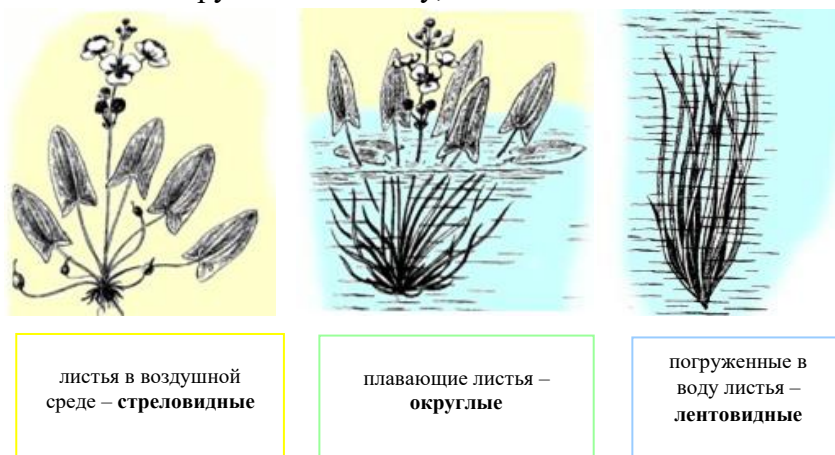 листья в воздушной
среде – стреловидные
плавающие листья –
округлые
погруженные в
воду листья –
лентовидные